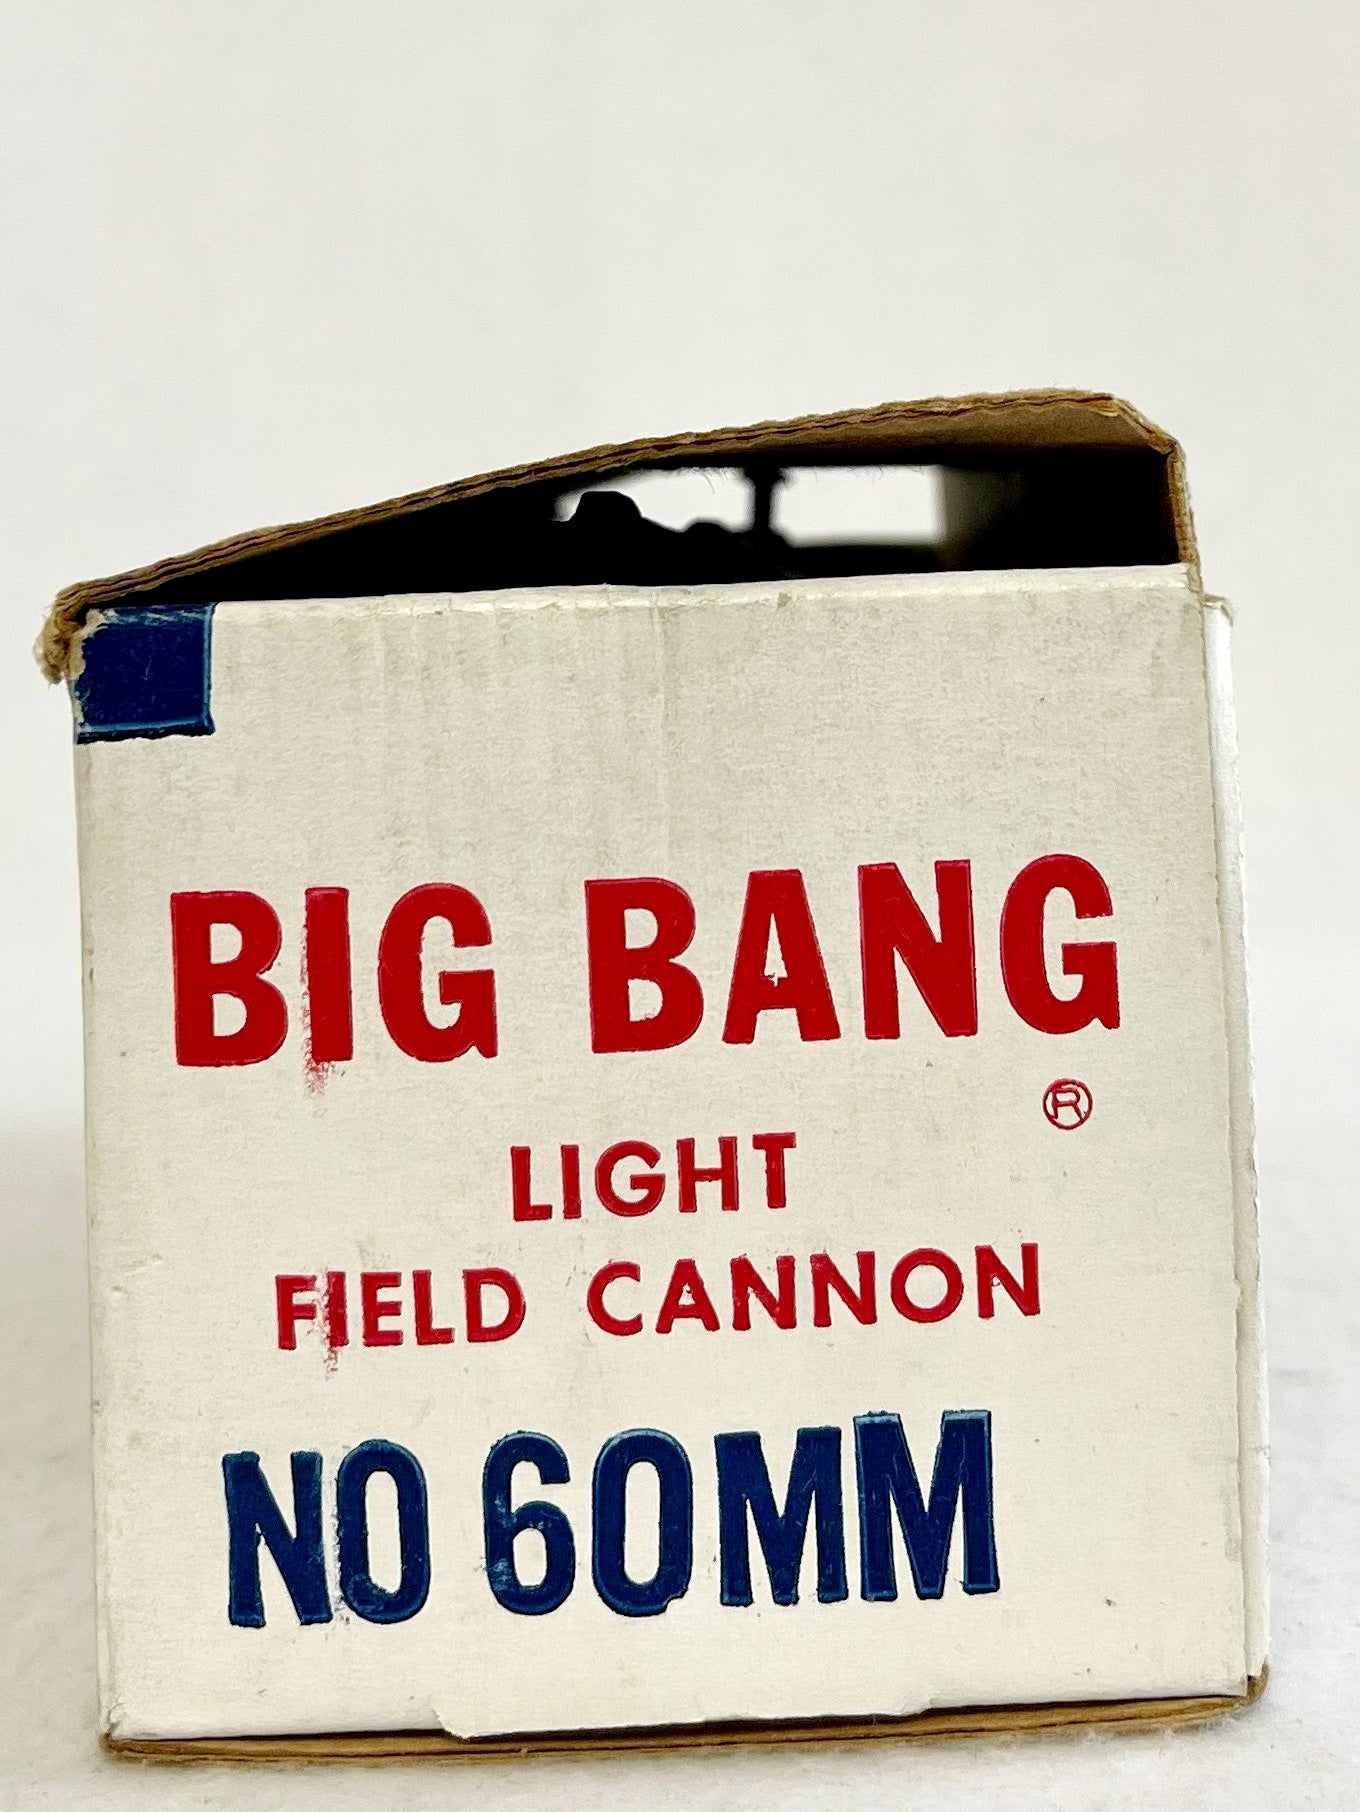 BIG BANG
®
LIGHT
FIELD CANNON
NO 60MM